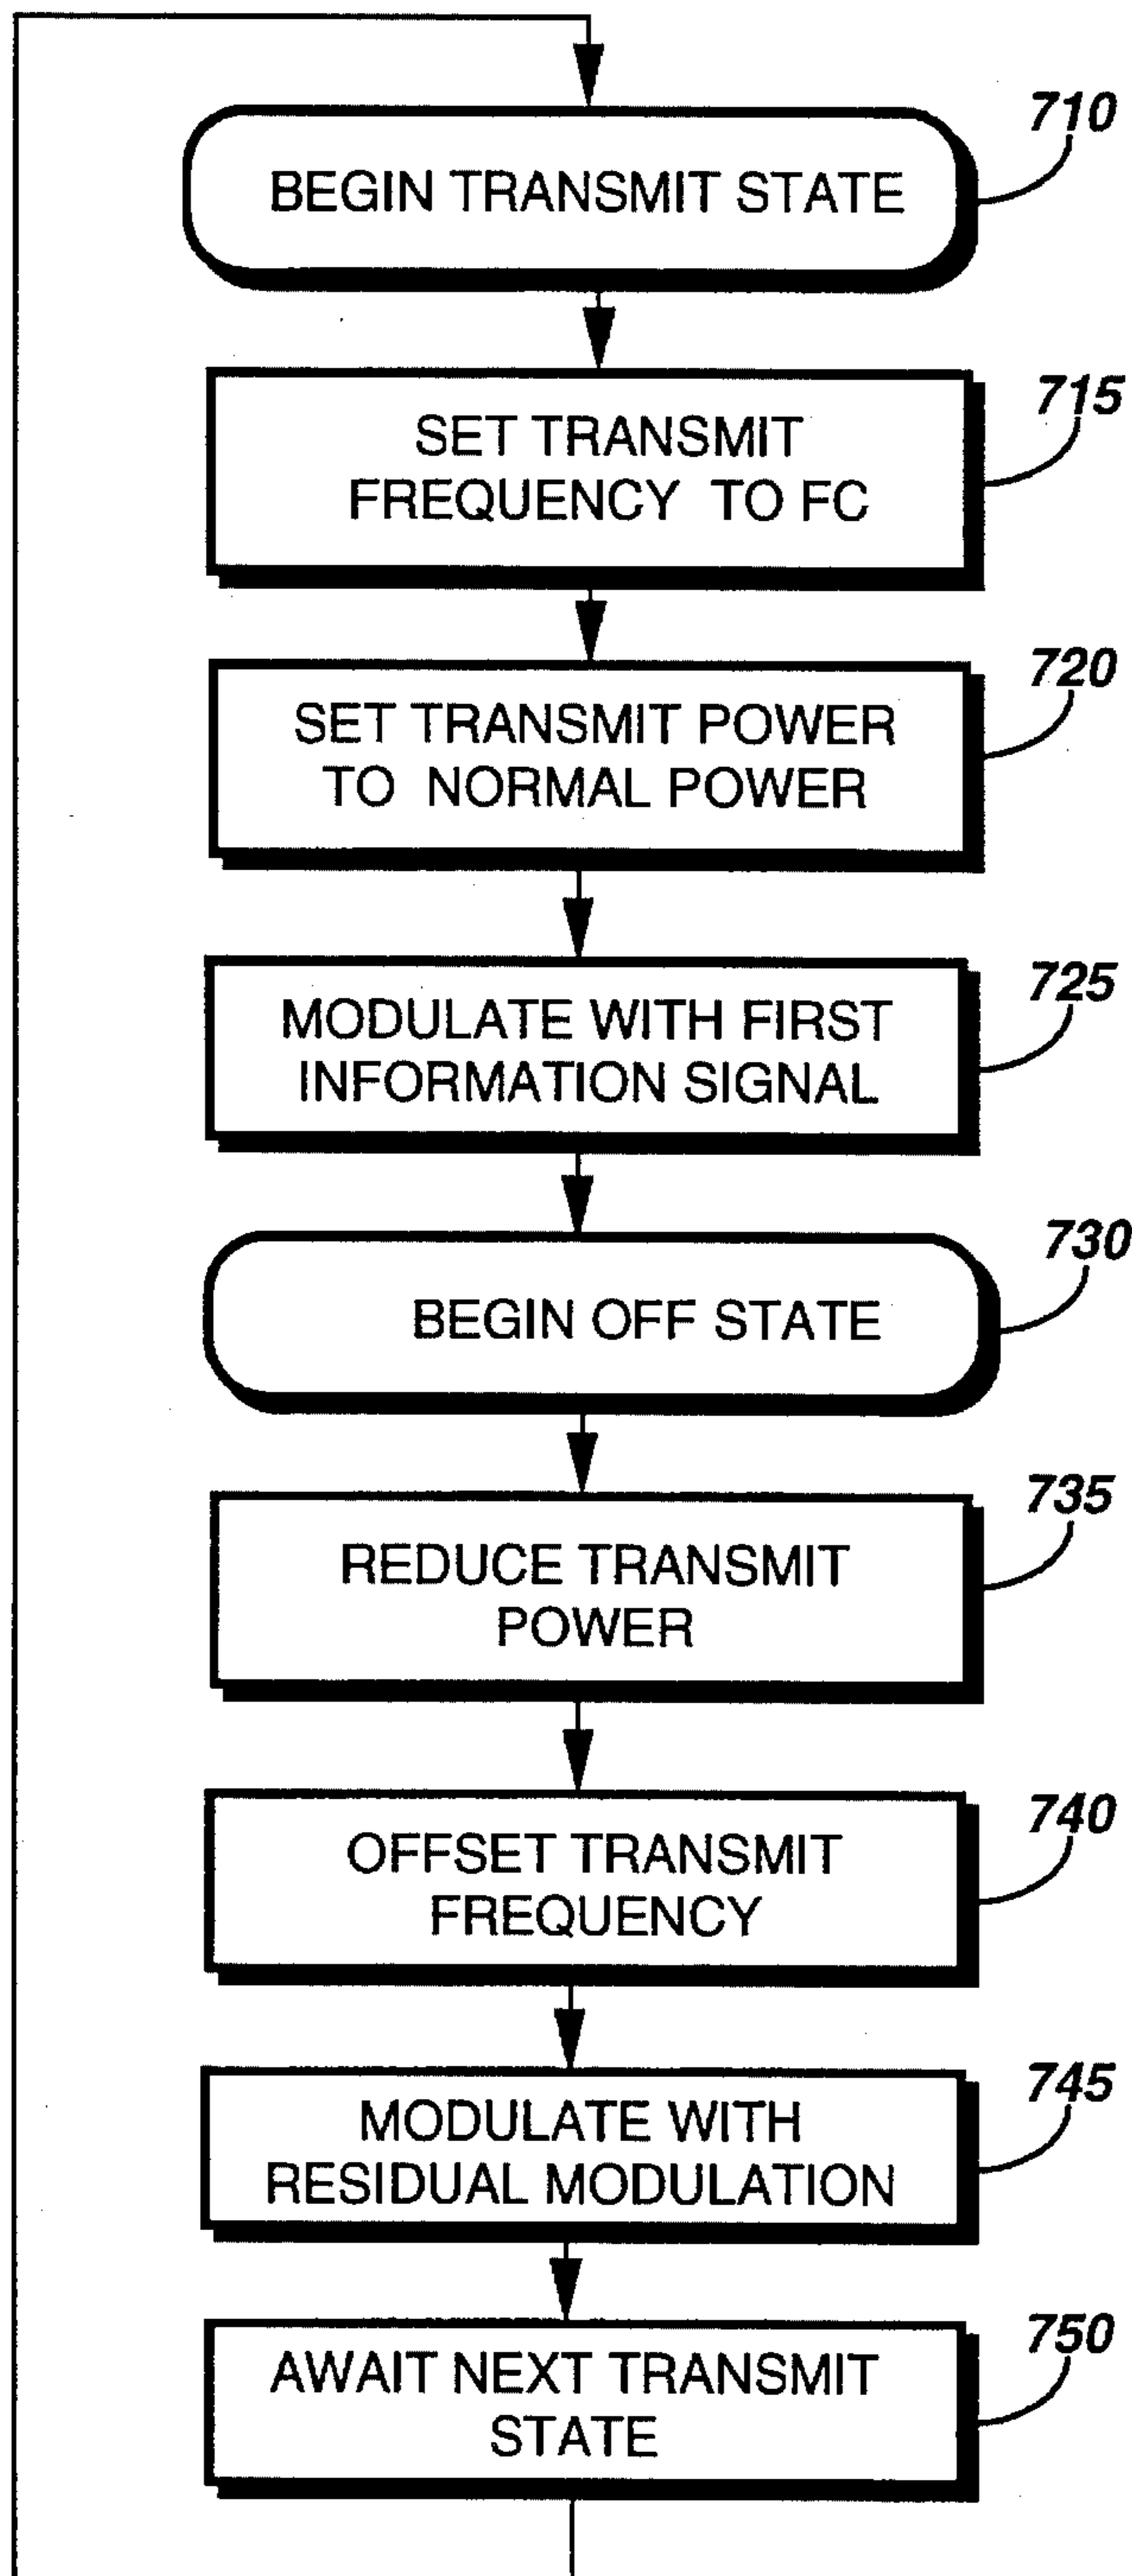 710
BEGIN TRANSMIT STATE
715
SET TRANSMIT
FREQUENCY TO FC
720
SET TRANSMIT POWER
TO NORMAL POWER
725
MODULATE WITH FIRST
INFORMATION SIGNAL
730
BEGIN OFF STATE
735
REDUCE TRANSMIT
POWER
740
OFFSET TRANSMIT
FREQUENCY
745
MODULATE WITH
RESIDUAL MODULATION
750
AWAIT NEXT TRANSMIT
STATE